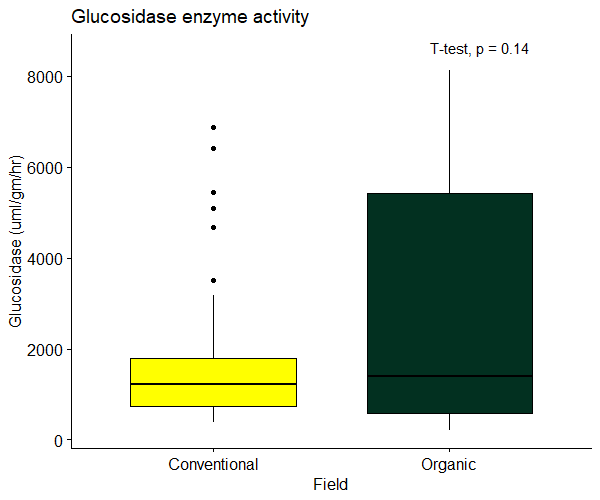 Glucosidase enzyme activity
T-test, p = 0.14
Glucosidase (uml/gm/hr)
8000
6000
4000
2000
0
Conventional
Organic
Field